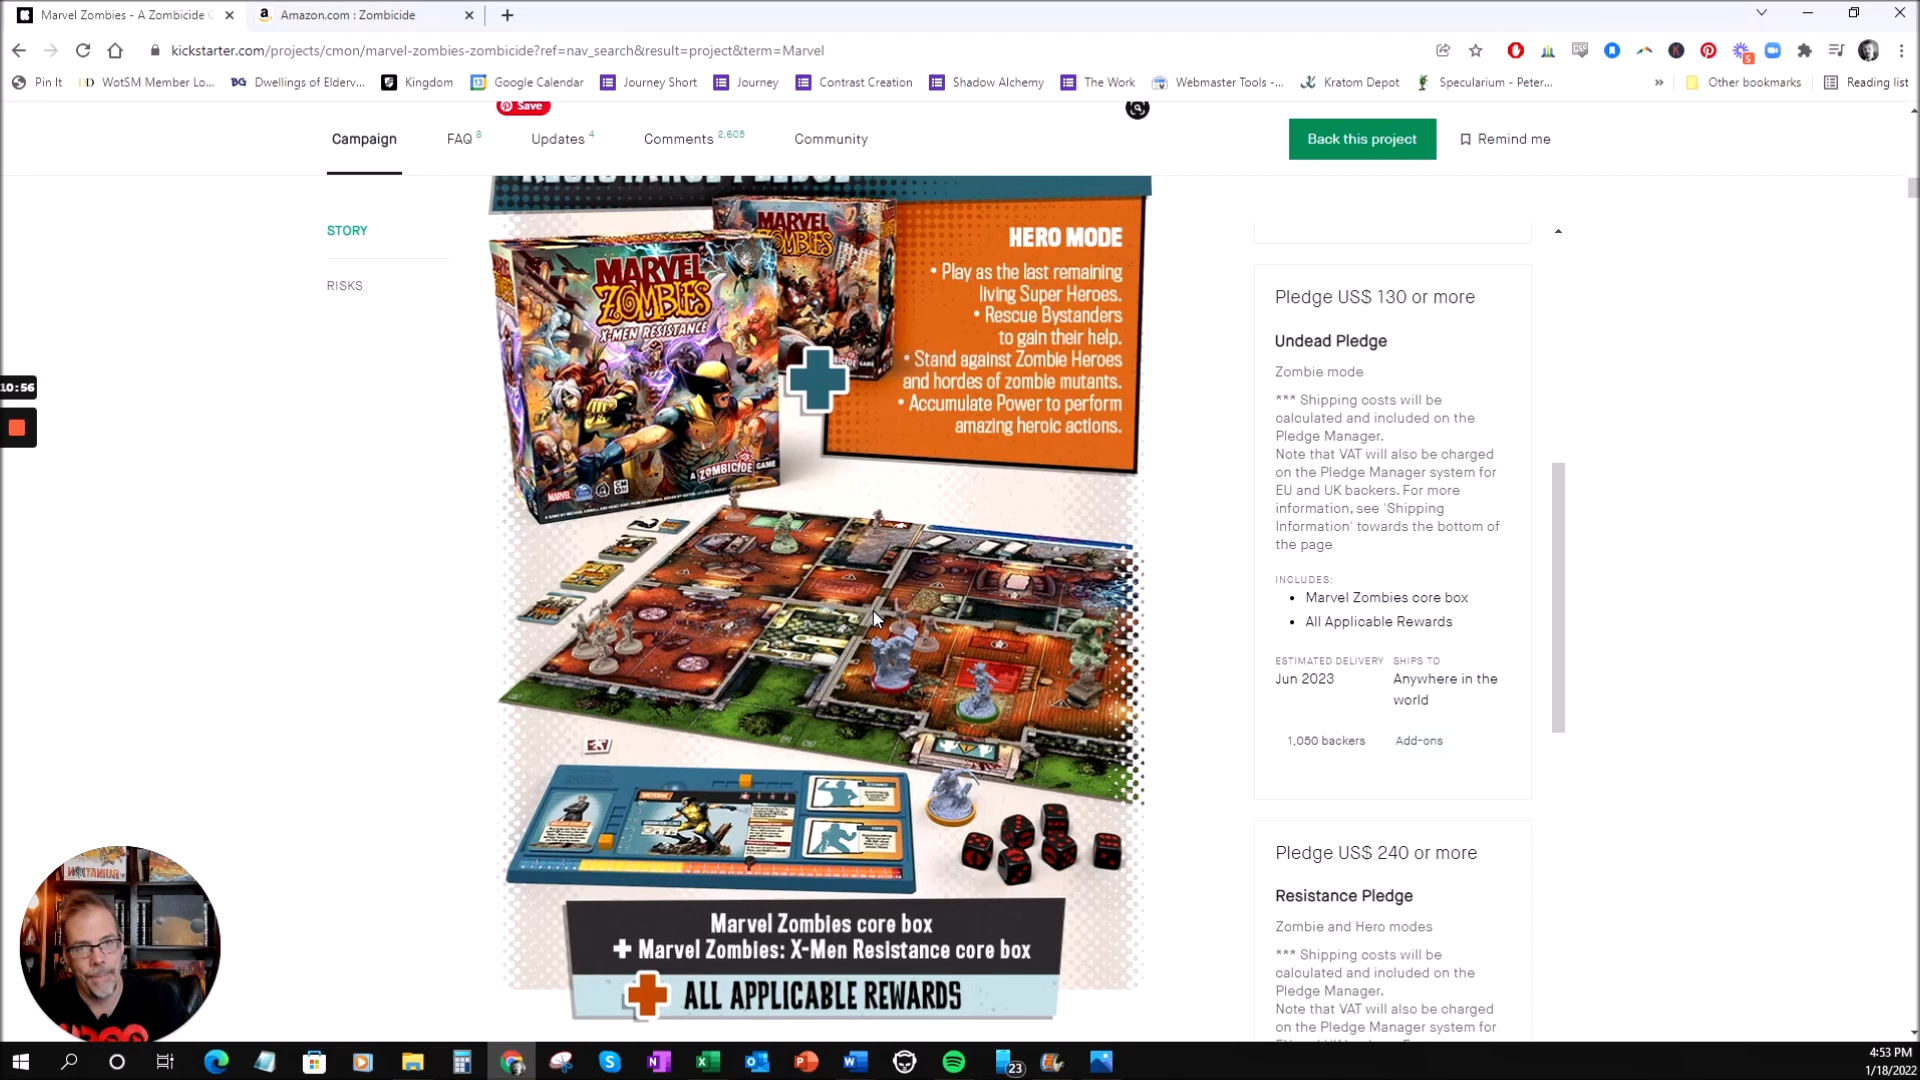 Marvel Zombies - A Zombicide G
Amazon.com : Zombicide
kickstarter.com/projects/cmon/marvel-zombies-zombicide?ref=nav_search&result=project&term=Marvel
Pin It
WotSM Member Lo...
Dwellings of Elderv...
Kingdom
Google Calendar
Journey Short
Journey
Contrast Creation
Shadow Alchemy
The Work
Webmaster Tools -...
Kratom Depot
Specularium - Peter...
Other bookmarks
Reading list
Save
Campaign
FAQ 8
Updates 4
Comments 2,605
Community
Back this project
Remind me
STORY
RISKS
RESISTANCE PLEDGE
MARVEL
ZOMBIES
X-MEN RESISTANCE
A ZOMBICIDE GAME
MARVEL
CMON
MARVEL
ZOMBIES
HERO MODE
• Play as the last remaining
living Super Heroes.
• Rescue Bystanders
to gain their help.
• Stand against Zombie Heroes
and hordes of zombie mutants.
• Accumulate Power to perform
amazing heroic actions.
WOLVERINE
Marvel Zombies core box
+ Marvel Zombies: X-Men Resistance core box
+ ALL APPLICABLE REWARDS
Pledge US$ 130 or more
Undead Pledge
Zombie mode
*** Shipping costs will be
calculated and included on the
Pledge Manager.
Note that VAT will also be charged
on the Pledge Manager system for
EU and UK backers. For more
information, see 'Shipping
Information' towards the bottom of
the page
INCLUDES:
• Marvel Zombies core box
• All Applicable Rewards
ESTIMATED DELIVERY
Jun 2023
SHIPS TO
Anywhere in the
world
1,050 backers
Add-ons
Pledge US$ 240 or more
Resistance Pledge
Zombie and Hero modes
*** Shipping costs will be
calculated and included on the
Pledge Manager.
Note that VAT will also be charged
on the Pledge Manager system for
10:56
5
23
4:53 PM
1/18/2022